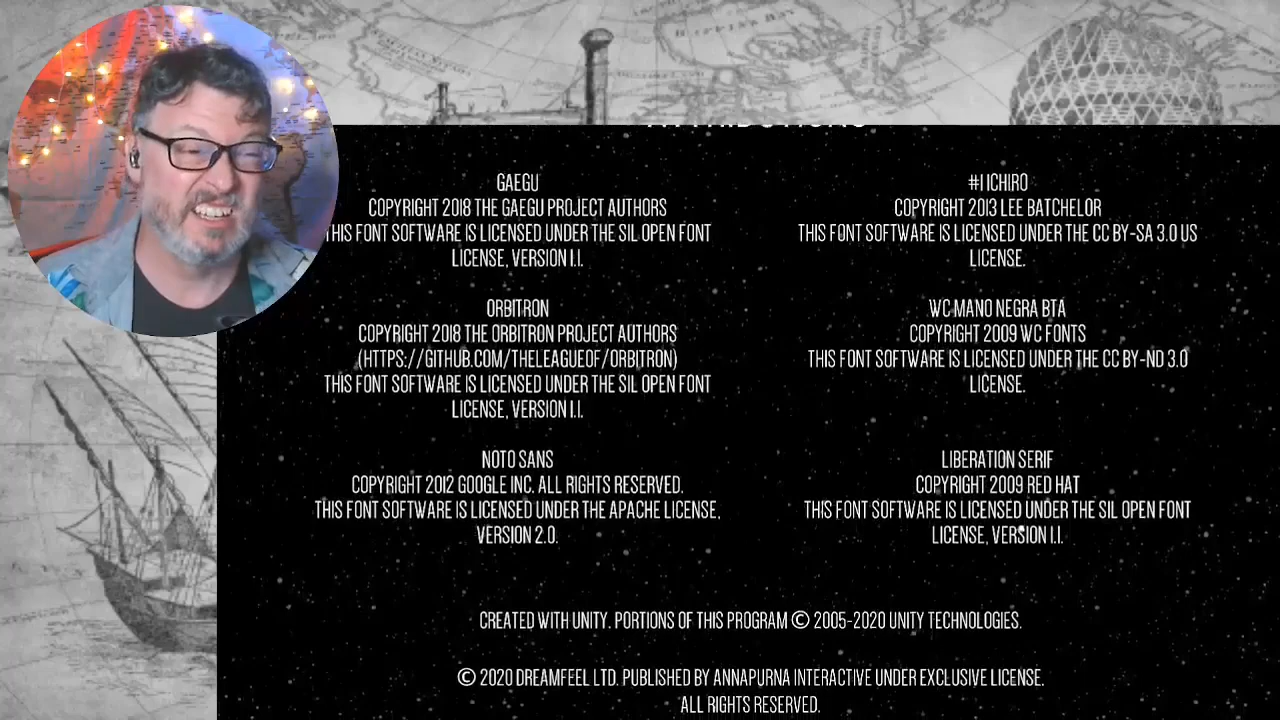 GAEGU
COPYRIGHT 2018 THE GAEGU PROJECT AUTHORS
THIS FONT SOFTWARE IS LICENSED UNDER THE SIL OPEN FONT
LICENSE, VERSION 1.1.
ORBITRON
COPYRIGHT 2018 THE ORBITRON PROJECT AUTHORS
(HTTPS://GITHUB.COM/THELEAGUEOF/ORBITRON)
THIS FONT SOFTWARE IS LICENSED UNDER THE SIL OPEN FONT
LICENSE, VERSION 1.1.
NOTO SANS
COPYRIGHT 2012 GOOGLE INC. ALL RIGHTS RESERVED.
THIS FONT SOFTWARE IS LICENSED UNDER THE APACHE LICENSE,
VERSION 2.0.
#1 ICHIRO
COPYRIGHT 2013 LEE BATCHELOR
THIS FONT SOFTWARE IS LICENSED UNDER THE CC BY-SA 3.0 US
LICENSE.
WC MANO NEGRA BTA
COPYRIGHT 2009 WC FONTS
THIS FONT SOFTWARE IS LICENSED UNDER THE CC BY-ND 3.0
LICENSE.
LIBERATION SERIF
COPYRIGHT 2009 RED HAT
THIS FONT SOFTWARE IS LICENSED UNDER THE SIL OPEN FONT
LICENSE, VERSION 1.1.
CREATED WITH UNITY. PORTIONS OF THIS PROGRAM © 2005-2020 UNITY TECHNOLOGIES.
© 2020 DREAMFEEL LTD. PUBLISHED BY ANNAPURNA INTERACTIVE UNDER EXCLUSIVE LICENSE.
ALL RIGHTS RESERVED.